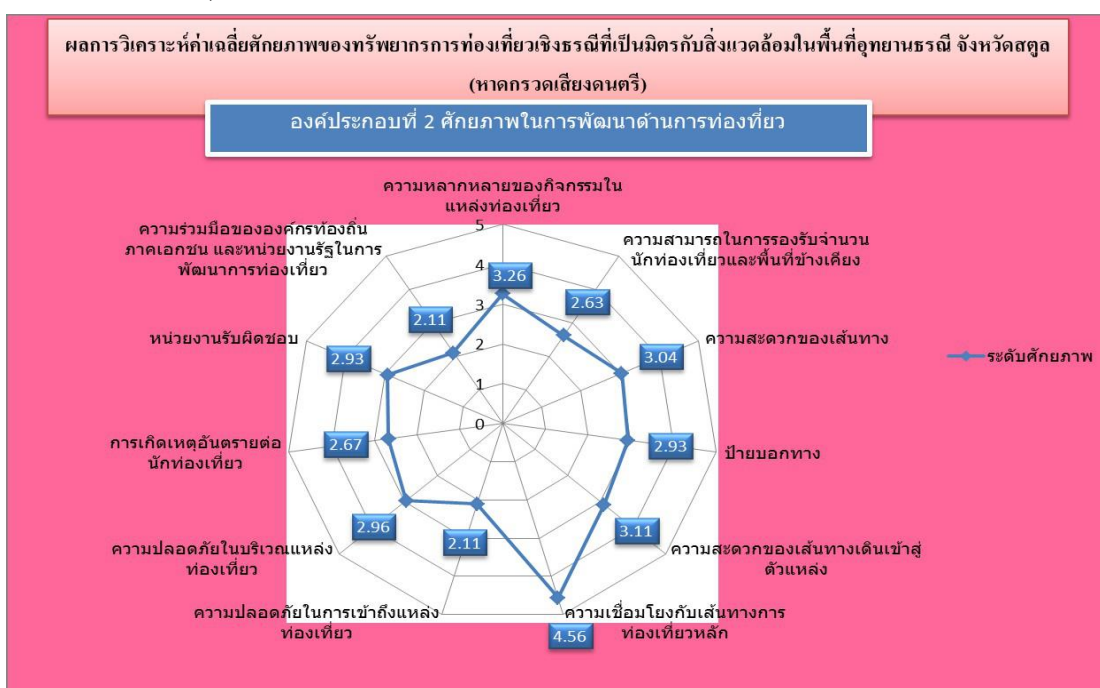 ผลการวิเคราะห์ค่าเฉลี่ยศักยภาพของทรัพยากรการท่องเที่ยวเชิงธรณีที่เป็นมิตรกับสิ่งแวดล้อมในพื้นที่อุทยานธรณี จังหวัดสตูล
(หาดกรวดเสียงดนตรี)
องค์ประกอบที่ 2 ศักยภาพในการพัฒนาด้านการท่องที่ยว
ความหลากหลายของกิจกรรมใน
แหล่งท่องเที่ยว
ความสามารถในการรองรับจำนวน
นักท่องเที่ยวและพื้นที่ข้างเคียง
ความสะดวกของเส้นทาง
ป้ายบอกทาง
ความสะดวกของเส้นทางเดินเข้าสู่
ตัวแหล่ง
ความเชื่อมโยงกับเส้นทางการ
ท่องเที่ยวหลัก
ความปลอดภัยในการเข้าถึงแหล่ง
ท่องเที่ยว
ความปลอดภัยในบริเวณแหล่ง
ท่องเที่ยว
การเกิดเหตุอันตรายต่อ
นักท่องเที่ยว
หน่วยงานรับผิดชอบ
ความร่วมมือขององค์กรท้องถิ่น
ภาคเอกชน และหน่วยงานรัฐในการ
พัฒนาการท่องเที่ยว
5
4
3
2
1
0
3.26
2.63
3.04
2.93
3.11
4.56
2.11
2.96
2.67
2.93
2.11
ระดับศักยภาพ